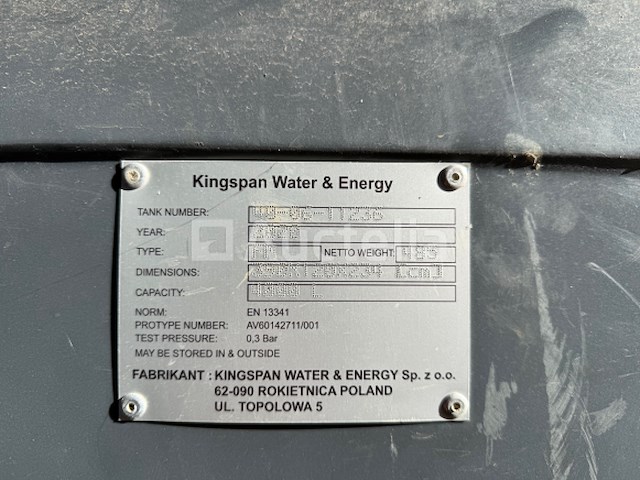 Kingspan Water & Energy
TANK NUMBER:
YEAR:
TYPE: NETTO WEIGHT: 485
DIMENSIONS: [cm]
CAPACITY:
NORM: EN 13341
PROTYPE NUMBER: AV60142711/001
TEST PRESSURE: 0,3 Bar
MAY BE STORED IN & OUTSIDE
FABRIKANT : KINGSPAN WATER & ENERGY Sp. z o.o.
62-090 ROKIETNICA POLAND
UL. TOPOLOWA 5